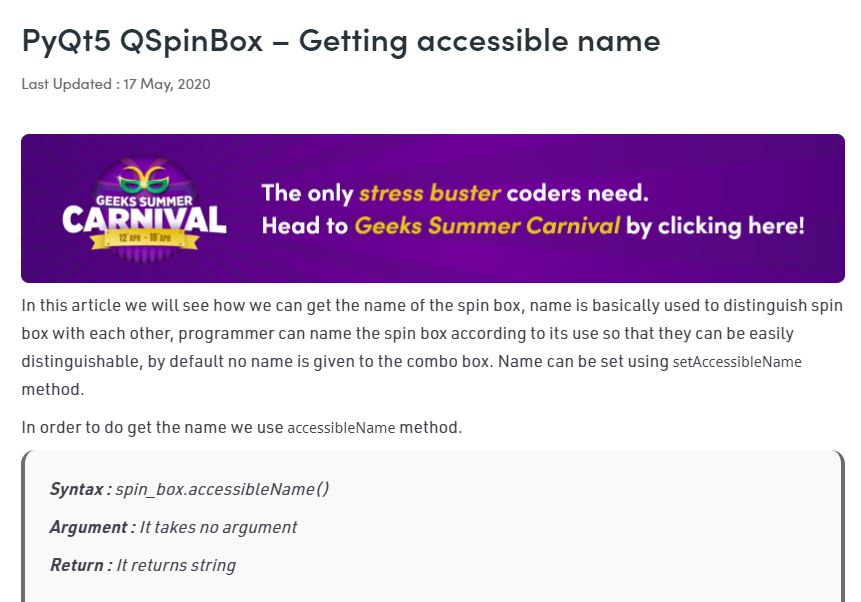 PyQt5 QSpinBox – Getting accessible name
Last Updated : 17 May, 2020
GEEKS SUMMER
CARNIVAL
12 APR - 18 APR
The only stress buster coders need.
Head to Geeks Summer Carnival by clicking here!
In this article we will see how we can get the name of the spin box, name is basically used to distinguish spin
box with each other, programmer can name the spin box according to its use so that they can be easily
distinguishable, by default no name is given to the combo box. Name can be set using setAccessibleName
method.
In order to do get the name we use accessibleName method.
Syntax : spin_box.accessibleName()
Argument : It takes no argument
Return : It returns string